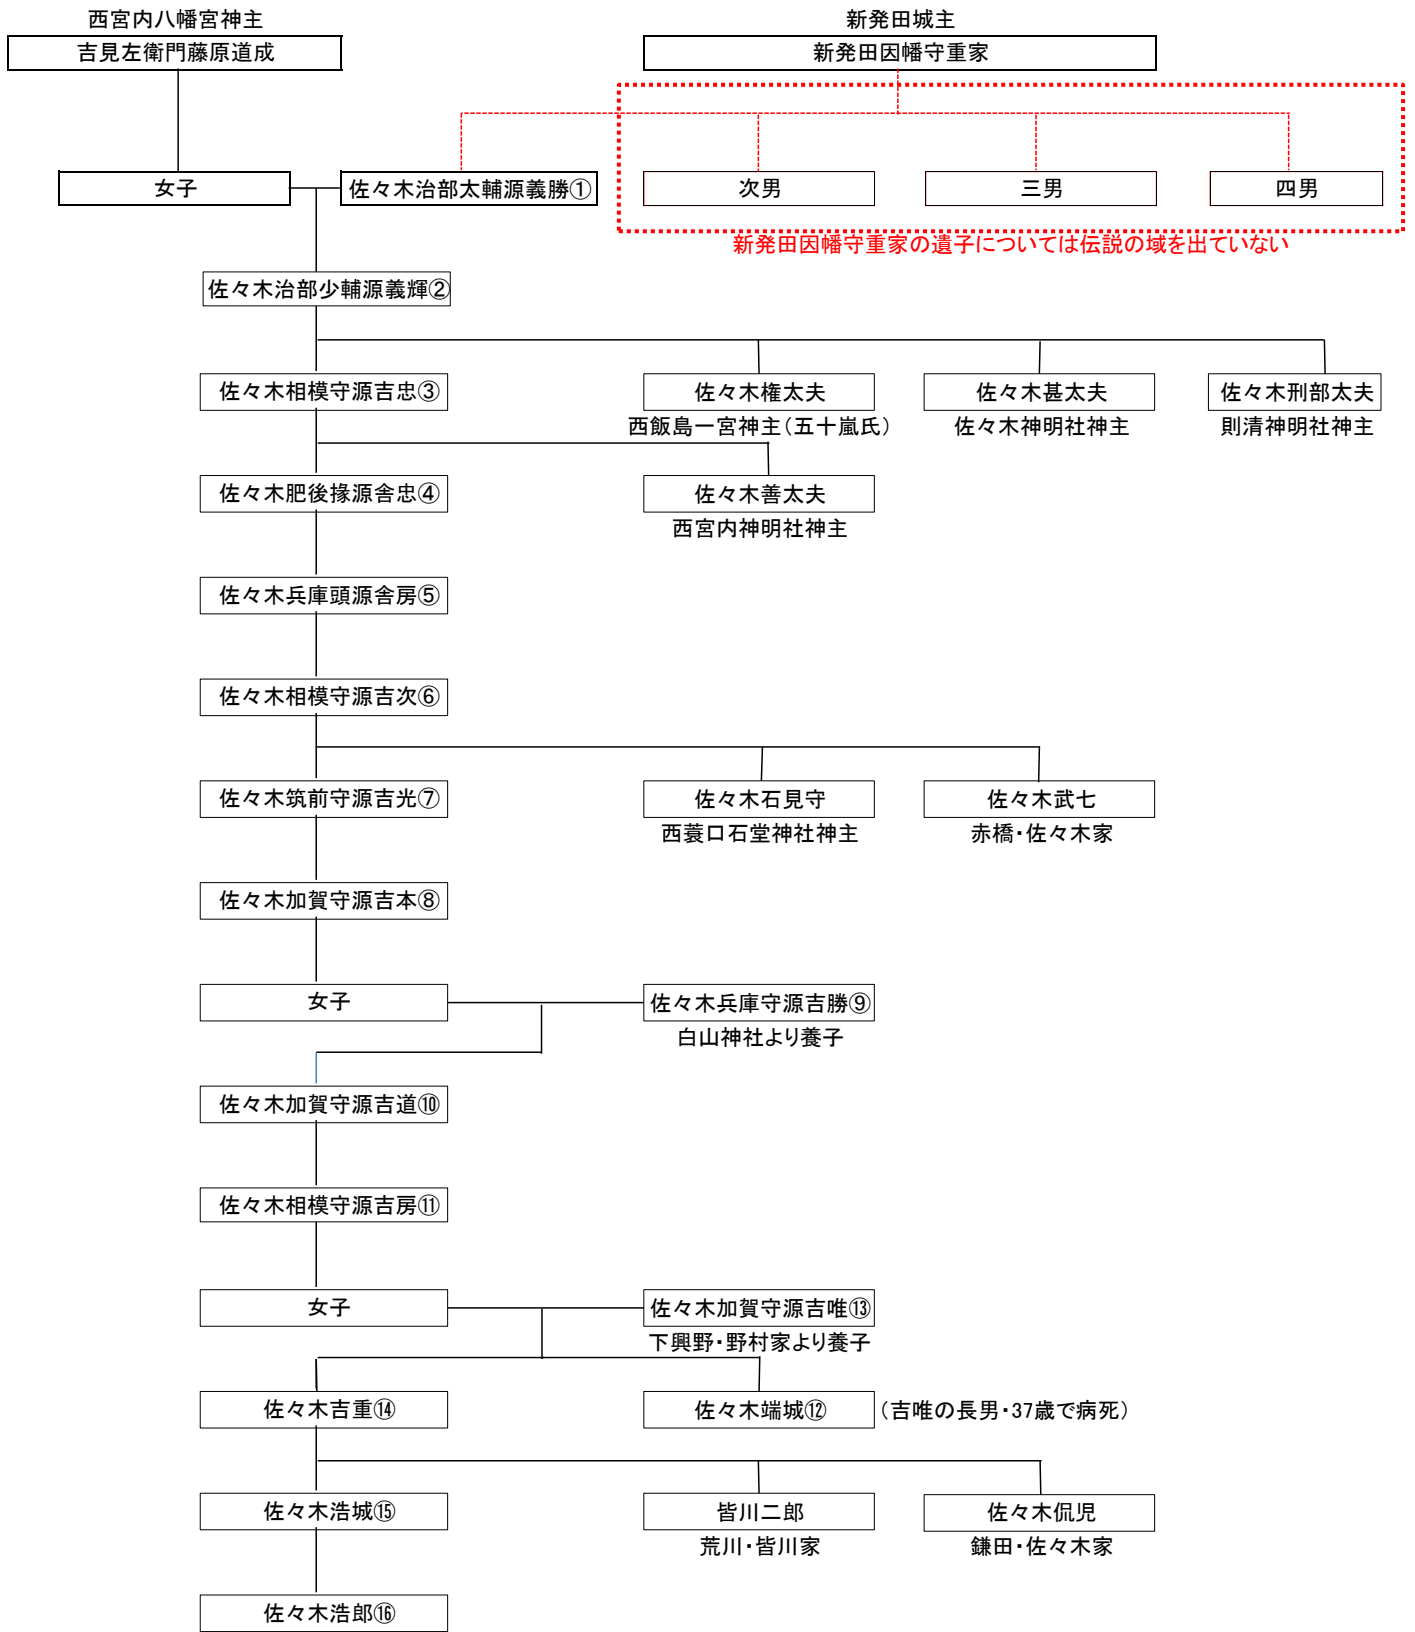 西宮内八幡宮神主
新発田城主
吉見左衛門藤原道成
新発田因幡守重家
女子
佐々木治部太輔源義勝①
次男
三男
四男
新発田因幡守重家の遺子については伝説の域を出ていない
佐々木治部少輔源義輝②
佐々木相模守源吉忠③
佐々木権太夫
佐々木甚太夫
佐々木刑部太夫
西飯島一宮神主(五十嵐氏)
佐々木神明社神主
則清神明社神主
佐々木肥後掾源舎忠④
佐々木善太夫
西宮内神明社神主
佐々木兵庫頭源舎房⑤
佐々木相模守源吉次⑥
佐々木筑前守源吉光⑦
佐々木石見守
佐々木武七
西蓑口石堂神社神主
赤橋・佐々木家
佐々木加賀守源吉本⑧
女子
佐々木兵庫守源吉勝⑨
白山神社より養子
佐々木加賀守源吉道⑩
佐々木相模守源吉房⑪
女子
佐々木加賀守源吉唯⑬
下興野・野村家より養子
佐々木吉重⑭
佐々木端城⑫
(吉唯の長男・37歳で病死)
佐々木浩城⑮
皆川二郎
佐々木侃児
荒川・皆川家
鎌田・佐々木家
佐々木浩郎⑯